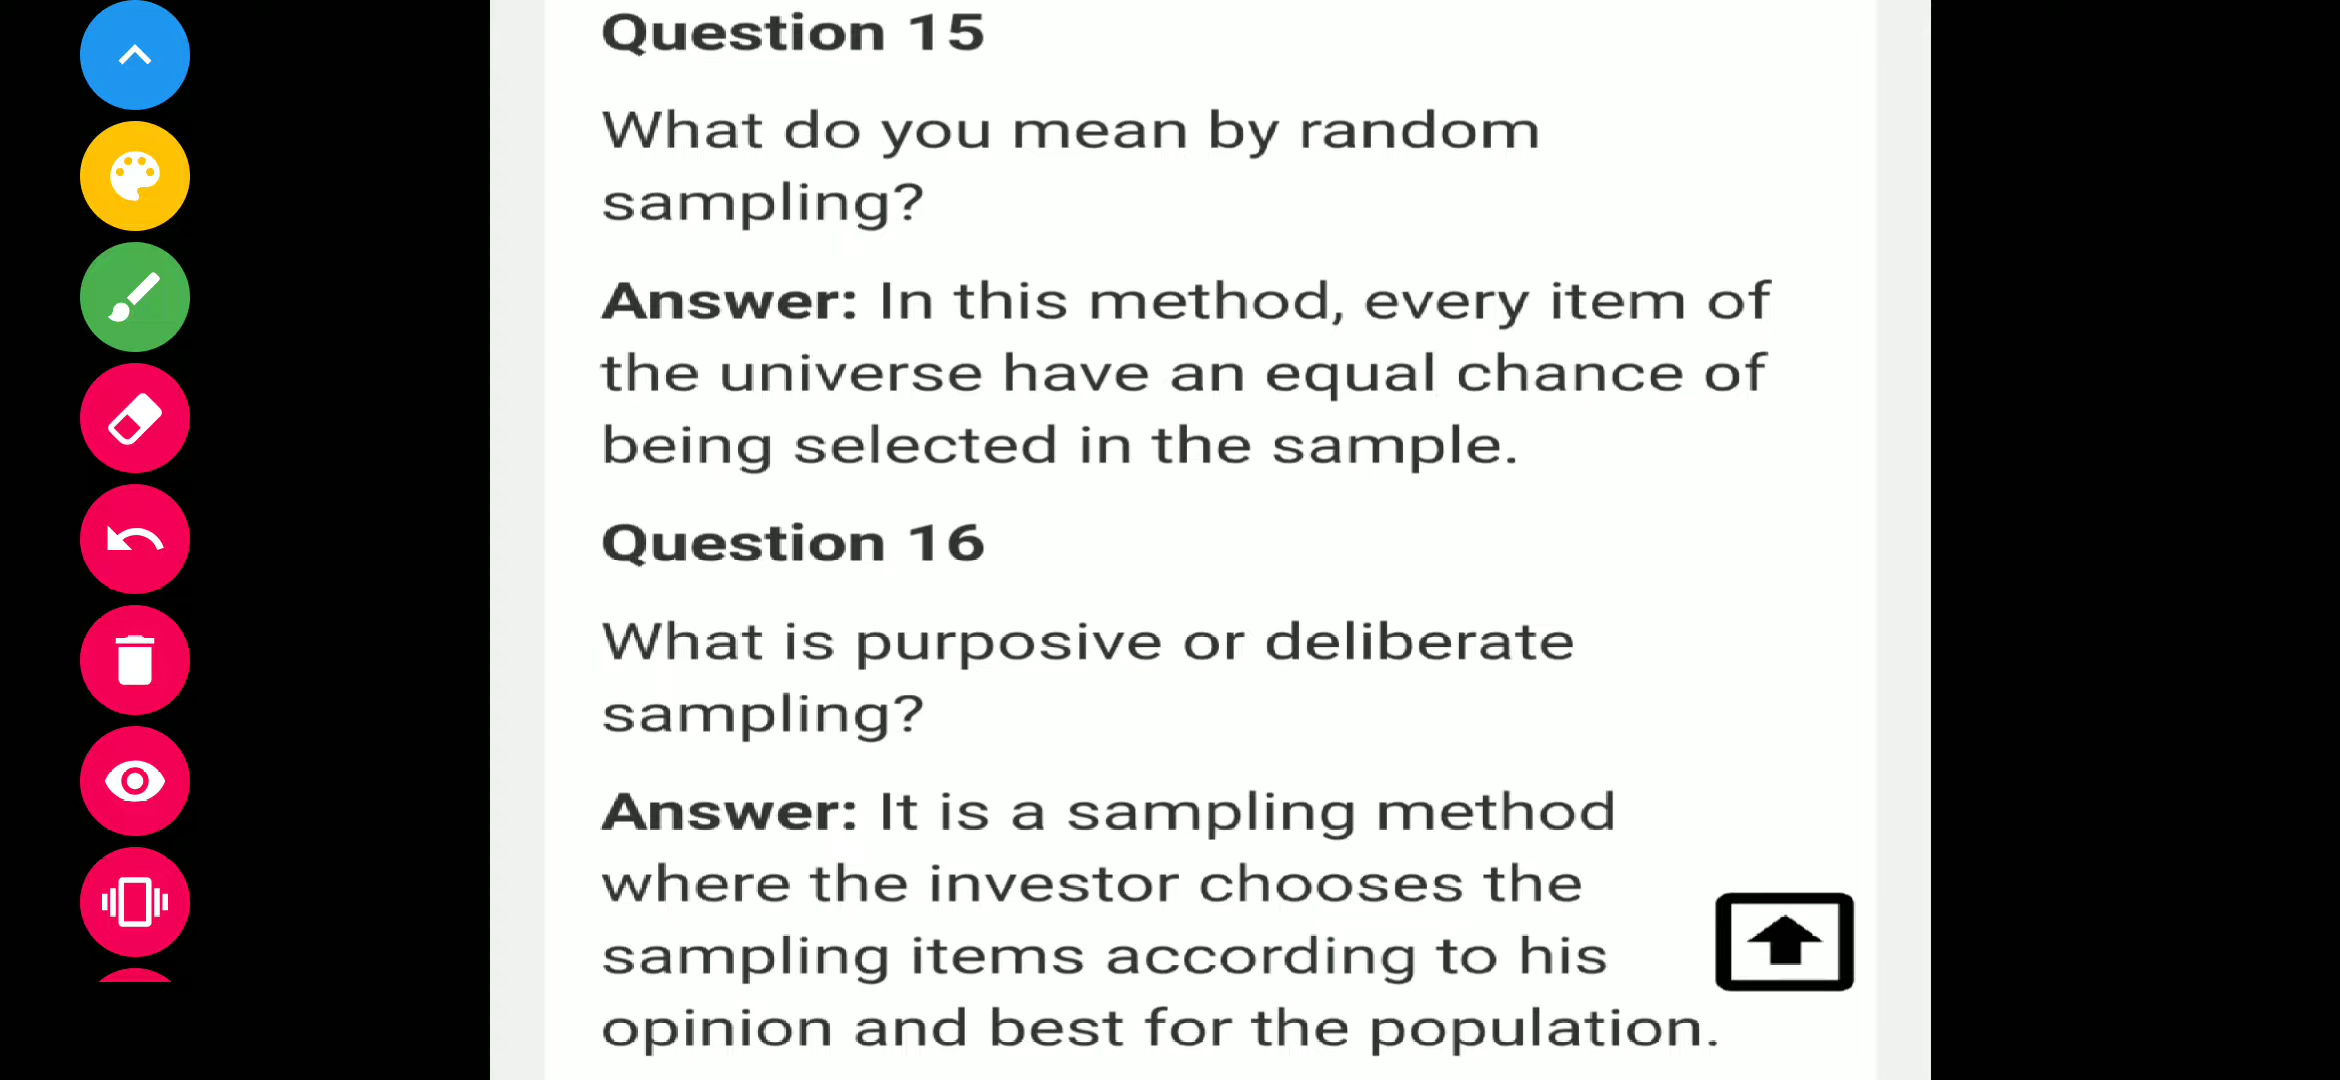 Question 15
What do you mean by random
sampling?
Answer: In this method, every item of
the universe have an equal chance of
being selected in the sample.
Question 16
What is purposive or deliberate
sampling?
Answer: It is a sampling method
where the investor chooses the
sampling items according to his
opinion and best for the population.